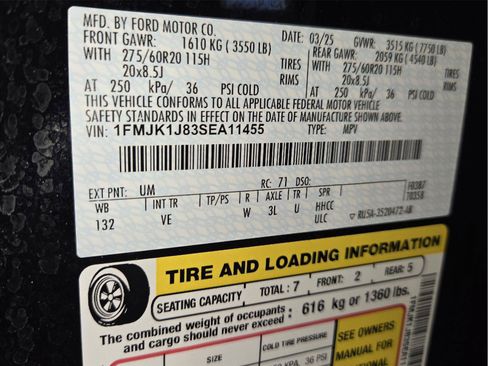 MFD. BY FORD MOTOR CO.
03/25 GVWR: 3515 KG (7750 LB)
FRONT GAWR: 1610 KG (3550 LB) REAR GAWR: 2059 KG (4540 LB)
WITH 275/60R20 115H TIRES WITH 275/60R20 115H TIRES
20x8.5J RIMS 20x8.5J RIMS
AT 250 kPa/ 36 PSI COLD AT 250 kPa/ 36 PSI COLD
THIS VEHICLE CONFORMS TO ALL APPLICABLE FEDERAL MOTOR VEHICLE
SAFETY STANDARDS IN EFFECT ON THE DATE OF MANUFACTURE SHOWN ABOVE.
VIN: 1FMJK1J83SEA11455 TYPE: MPV
EXT PNT: UM RC: 71 DSO: F0387
WB INT TR TP/PS R AXLE TR SPR T0358
132 VE W 3L U HHCC
ULC
TIRE AND LOADING INFORMATION
SEATING CAPACITY TOTAL: 7 FRONT: 2 REAR: 5
The combined weight of occupants
and cargo should never exceed: 616 kg or 1360 lbs.
SIZE COLD TIRE PRESSURE
36 PSI
SEE OWNERS
MANUAL FOR